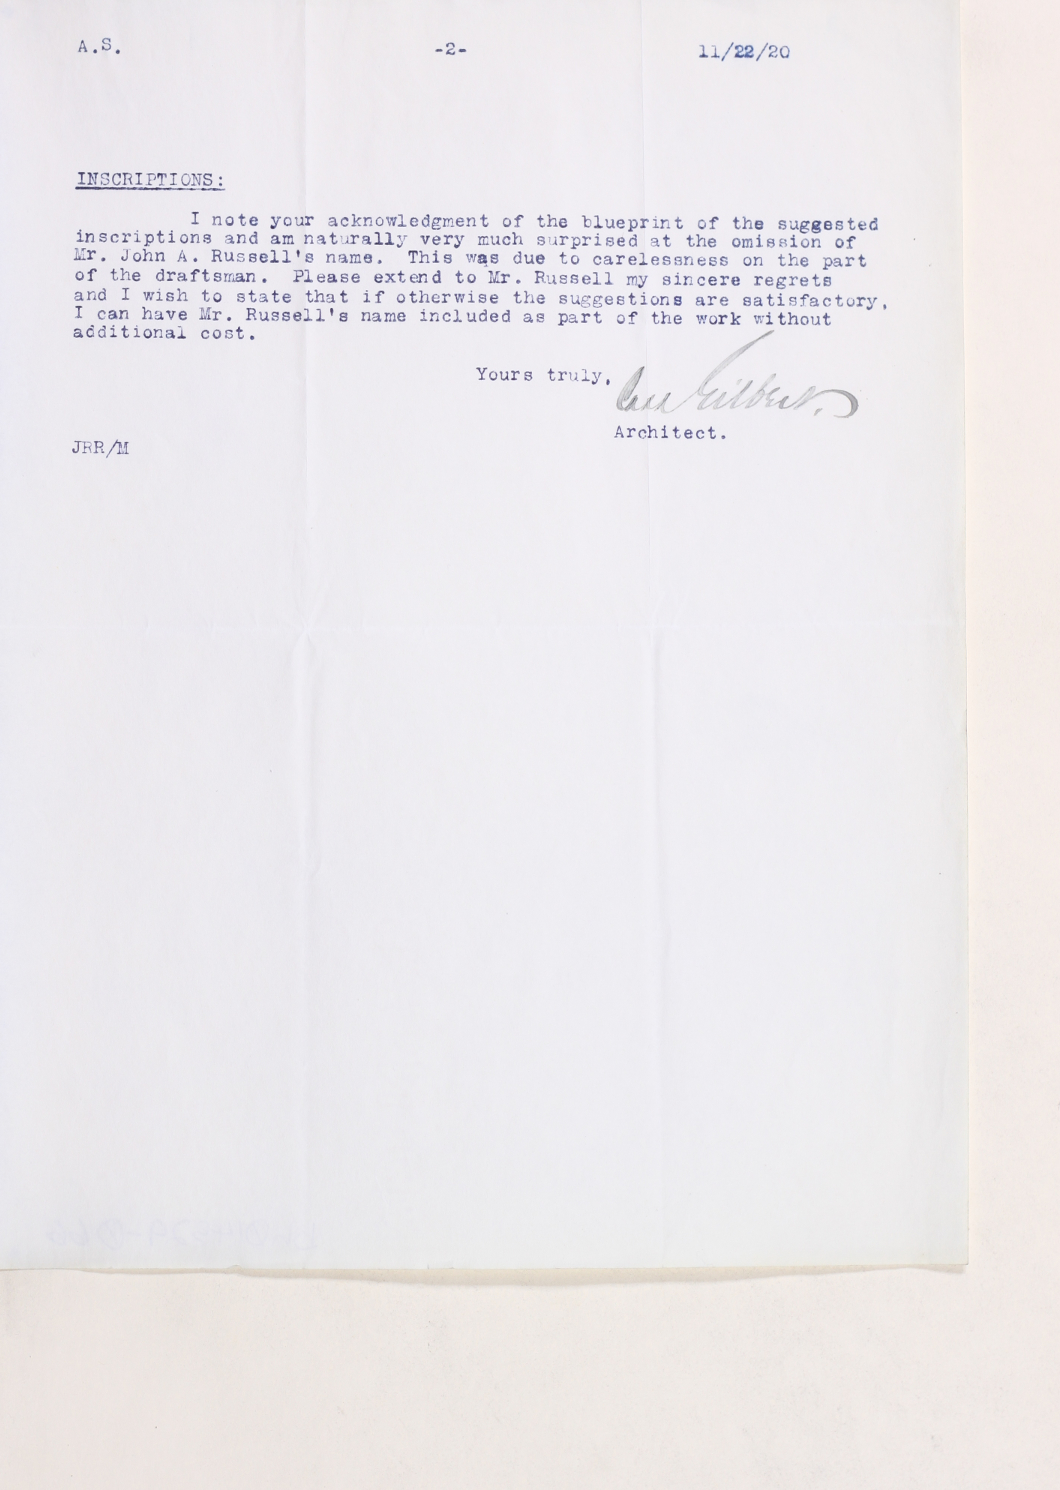 A.S. -2- 11/22/20
INSCRIPTIONS:
I note your acknowledgment of the blueprint of the suggested
inscriptions and am naturally very much surprised at the omission of
Mr. John A. Russell's name. This was due to carelessness on the part
of the draftsman. Please extend to Mr. Russell my sincere regrets
and I wish to state that if otherwise the suggestions are satisfactory,
I can have Mr. Russell's name included as part of the work without
additional cost.
Yours truly,
Cass Gilbert.
Architect.
JRR/M